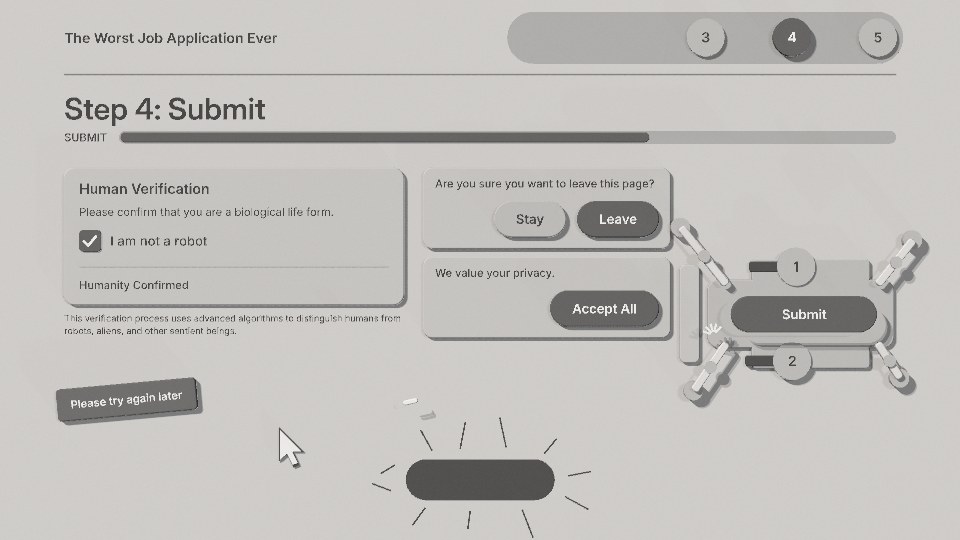 The Worst Job Application Ever
3
4
5
Step 4: Submit
SUBMIT
Human Verification
Please confirm that you are a biological life form.
I am not a robot
Humanity Confirmed
This verification process uses advanced algorithms to distinguish humans from
robots, aliens, and other sentient beings.
Are you sure you want to leave this page?
Stay
Leave
We value your privacy.
Accept All
1
Submit
2
Please try again later